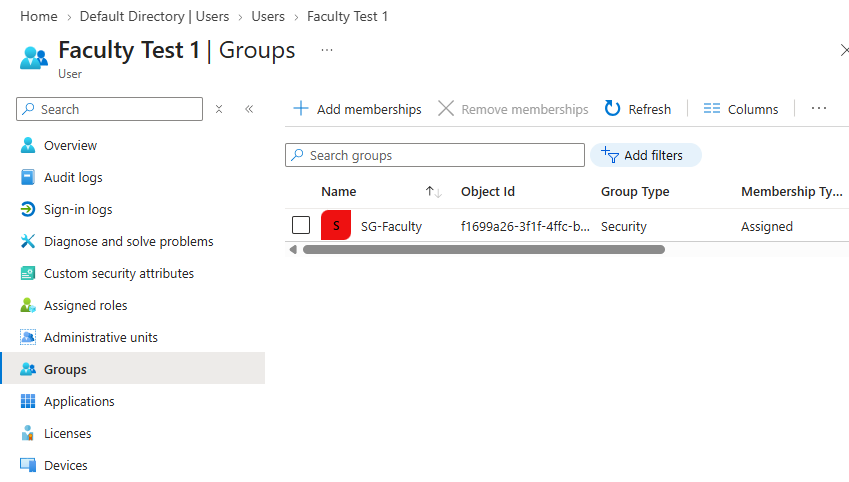 Home > Default Directory | Users > Users > Faculty Test 1
Faculty Test 1 | Groups ...
User
Search
Add memberships Remove memberships Refresh Columns ...
Search groups Add filters
Name Object Id Group Type Membership Ty...
S SG-Faculty f1699a26-3f1f-4ffc-b... Security Assigned
Overview
Audit logs
Sign-in logs
Diagnose and solve problems
Custom security attributes
Assigned roles
Administrative units
Groups
Applications
Licenses
Devices